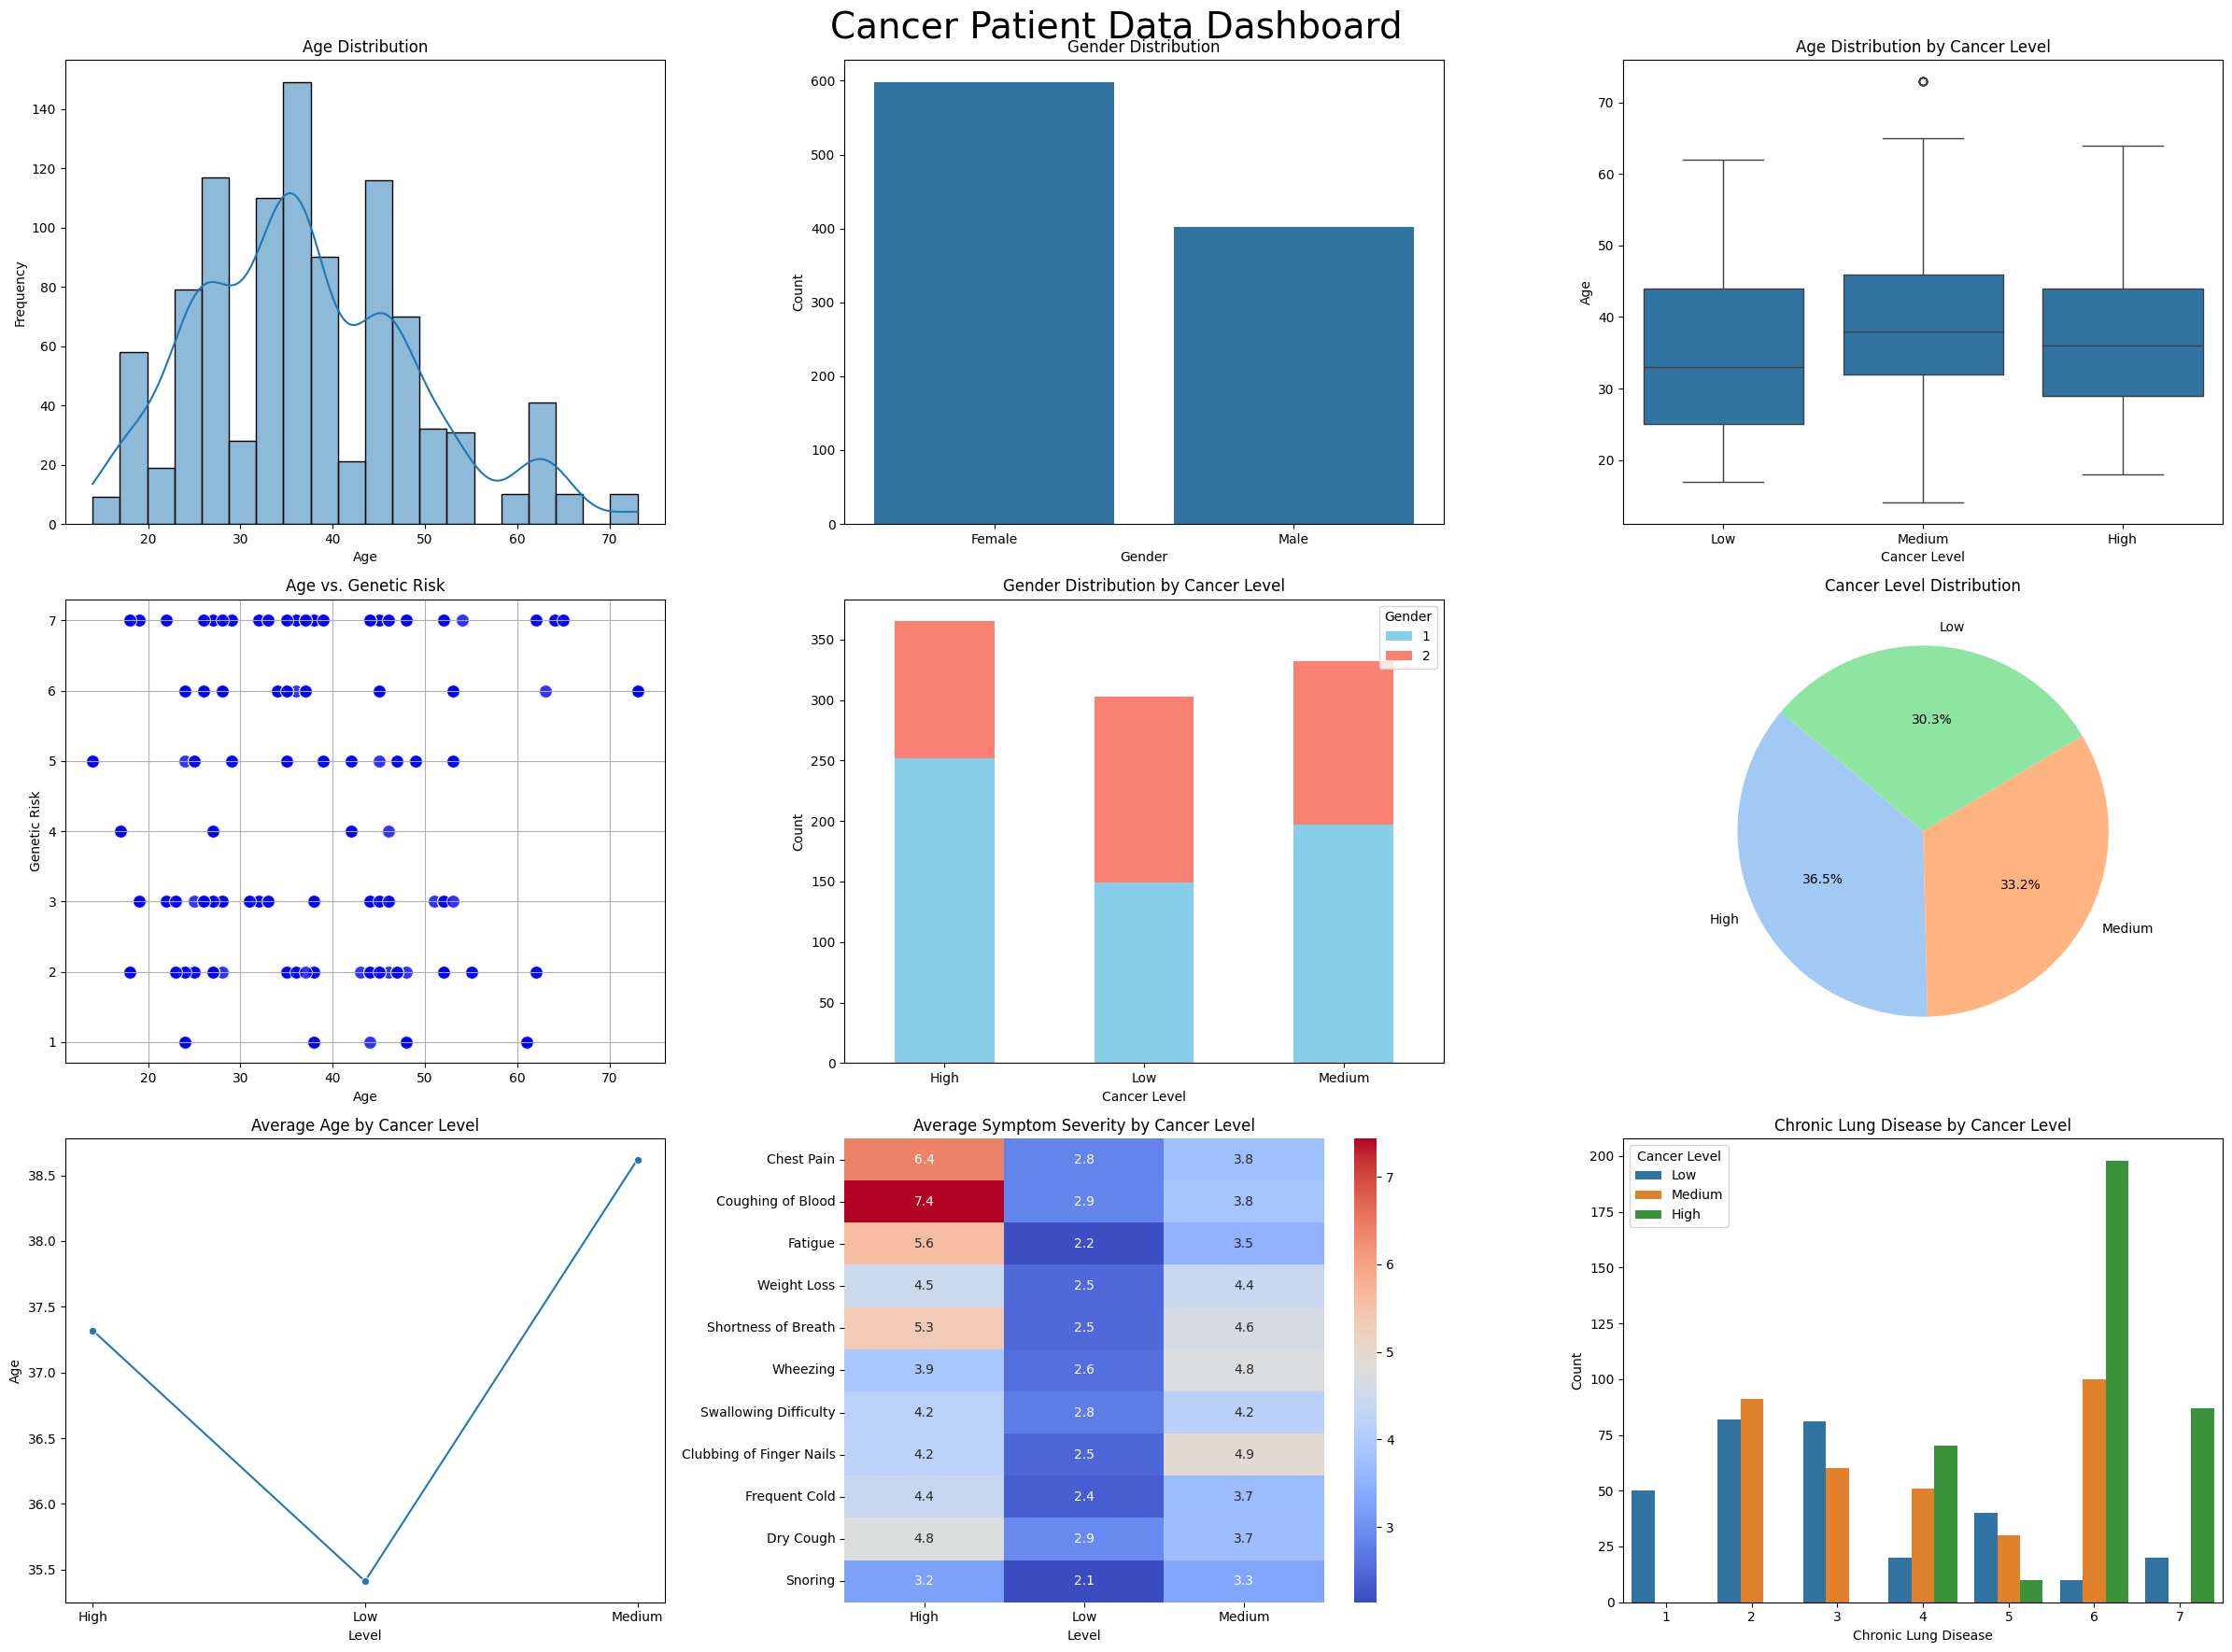 Cancer Patient Data Dashboard
Age Distribution
140
120
100
80
60
40
20
0
Frequency
20 30 40 50 60 70
Age
Gender Distribution
600
500
400
300
200
100
0
Count
Female Male
Gender
Age Distribution by Cancer Level
70
60
50
40
30
20
Age
Low Medium High
Cancer Level
Age vs. Genetic Risk
7
6
5
4
3
2
1
Genetic Risk
20 30 40 50 60 70
Age
Gender Distribution by Cancer Level
Gender
1
2
350
300
250
200
150
100
50
0
Count
High Low Medium
Cancer Level
Cancer Level Distribution
Low
30.3%
36.5%
33.2%
High
Medium
Average Age by Cancer Level
38.5
38.0
37.5
37.0
36.5
36.0
35.5
Age
High Low Medium
Level
Average Symptom Severity by Cancer Level
Chest Pain 6.4 2.8 3.8
Coughing of Blood 7.4 2.9 3.8
Fatigue 5.6 2.2 3.5
Weight Loss 4.5 2.5 4.4
Shortness of Breath 5.3 2.5 4.6
Wheezing 3.9 2.6 4.8
Swallowing Difficulty 4.2 2.8 4.2
Clubbing of Finger Nails 4.2 2.5 4.9
Frequent Cold 4.4 2.4 3.7
Dry Cough 4.8 2.9 3.7
Snoring 3.2 2.1 3.3
High Low Medium
Level
7
6
5
4
3
Chronic Lung Disease by Cancer Level
Cancer Level
Low
Medium
High
200
175
150
125
100
75
50
25
0
Count
1 2 3 4 5 6 7
Chronic Lung Disease